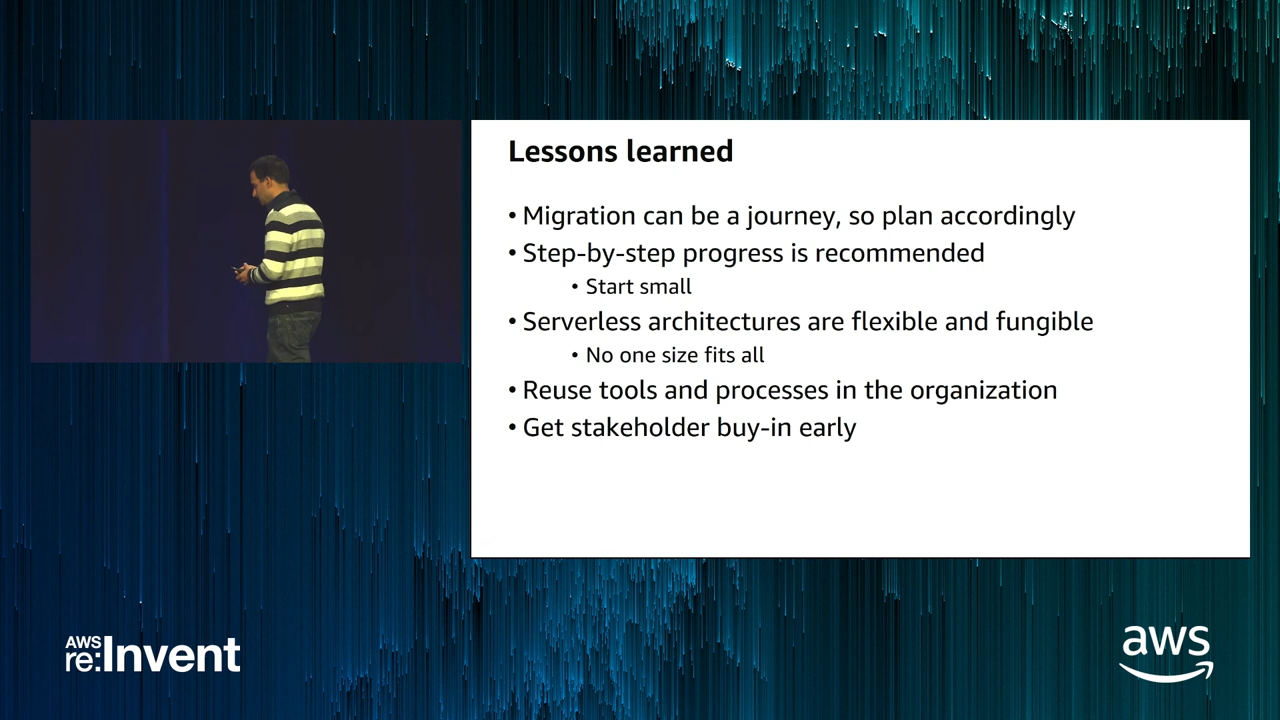 Lessons learned
• Migration can be a journey, so plan accordingly
• Step-by-step progress is recommended
• Start small
• Serverless architectures are flexible and fungible
• No one size fits all
• Reuse tools and processes in the organization
• Get stakeholder buy-in early
AWS
re:Invent
aws